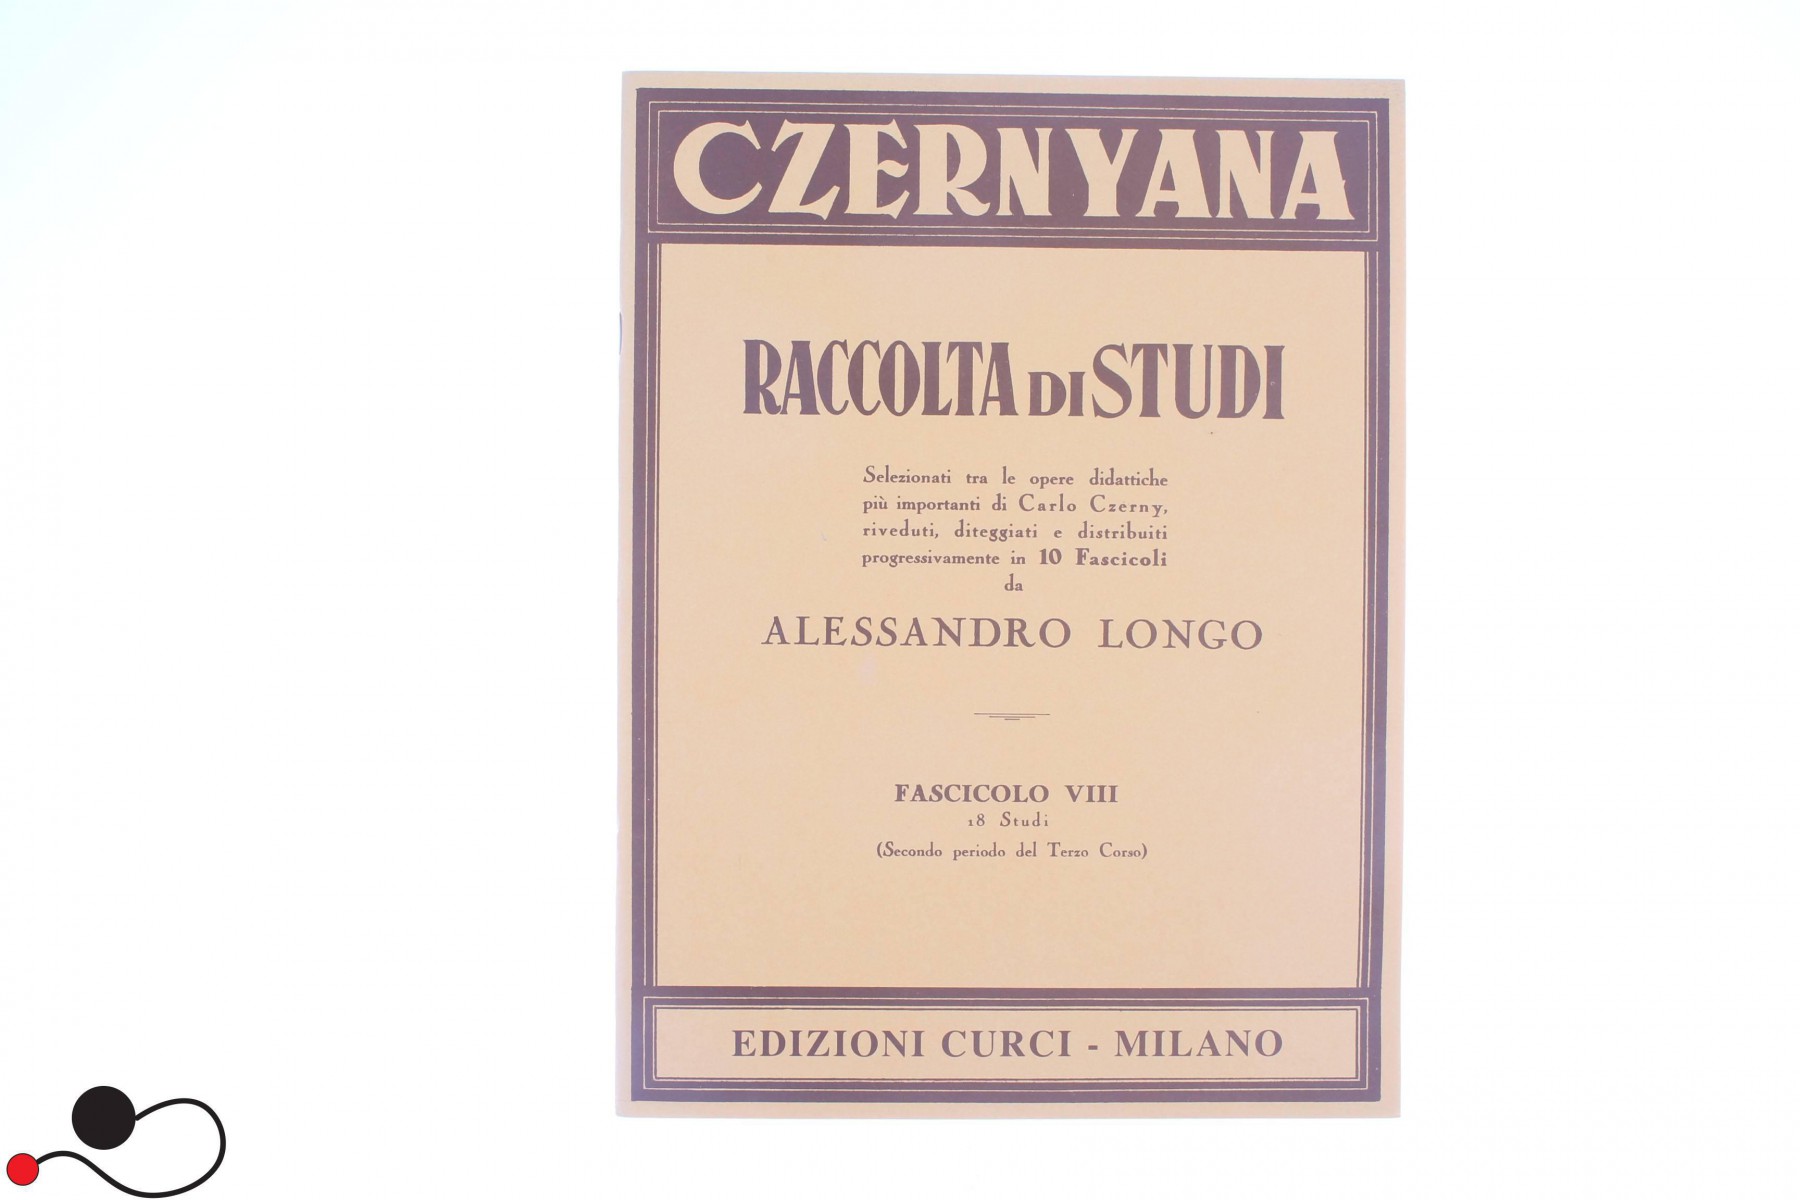 CZERNYANA
RACCOLTA DI STUDI
Selezionati tra le opere didattiche
più importanti di Carlo Czerny,
riveduti, diteggiati e distribuiti
progressivamente in 10 Fascicoli
da
ALESSANDRO LONGO
FASCICOLO VIII
18 Studi
(Secondo periodo del Terzo Corso)
EDIZIONI CURCI - MILANO